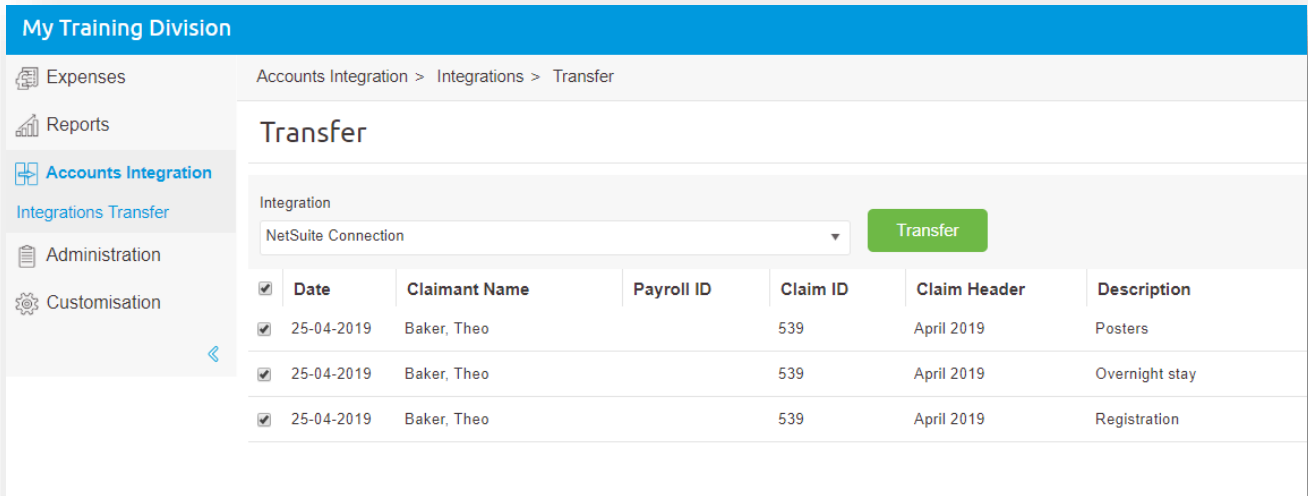 My Training Division
Expenses
Reports
Accounts Integration
Integrations Transfer
Administration
Customisation
Accounts Integration > Integrations > Transfer
Transfer
Integration
NetSuite Connection
Transfer
Date Claimant Name Payroll ID Claim ID Claim Header Description
25-04-2019 Baker, Theo 539 April 2019 Posters
25-04-2019 Baker, Theo 539 April 2019 Overnight stay
25-04-2019 Baker, Theo 539 April 2019 Registration